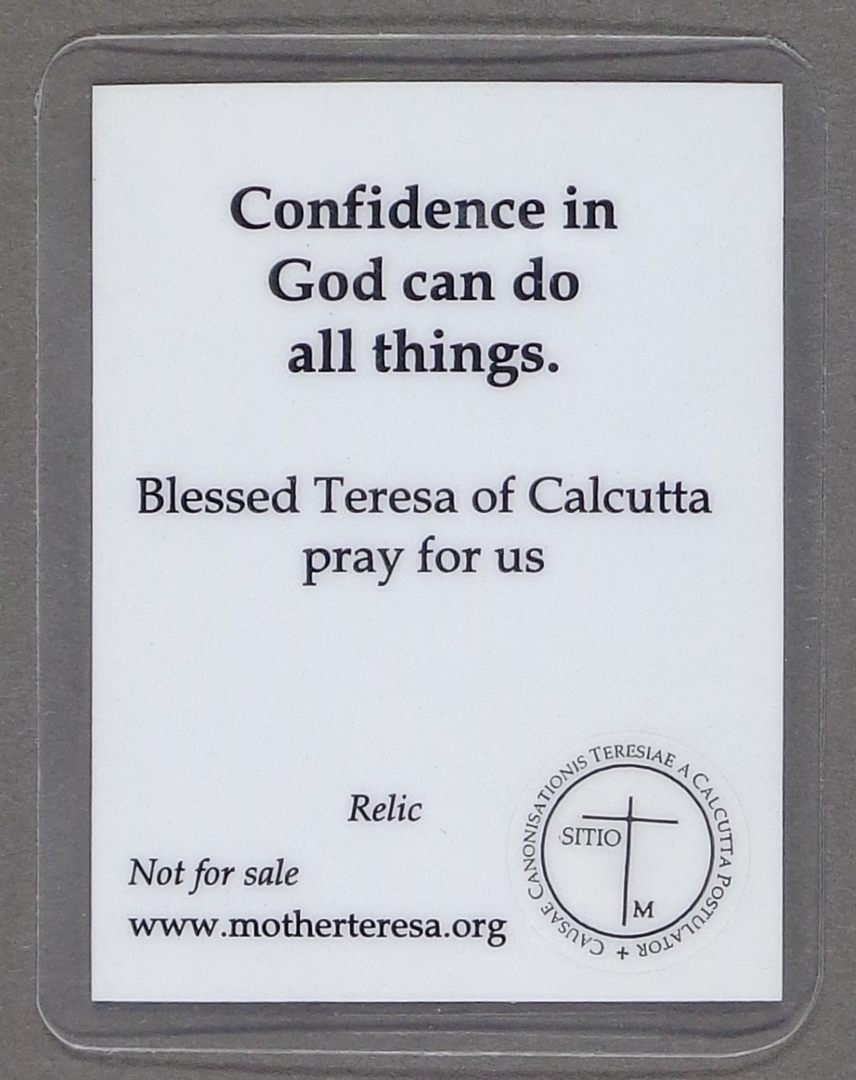 Confidence in
God can do
all things.
Blessed Teresa of Calcutta
pray for us
Relic
Not for sale
www.motherteresa.org
CAUSAE CANONISATIONIS TERESIAE A CALCUTTA POSTULATOR +
SITIO
M